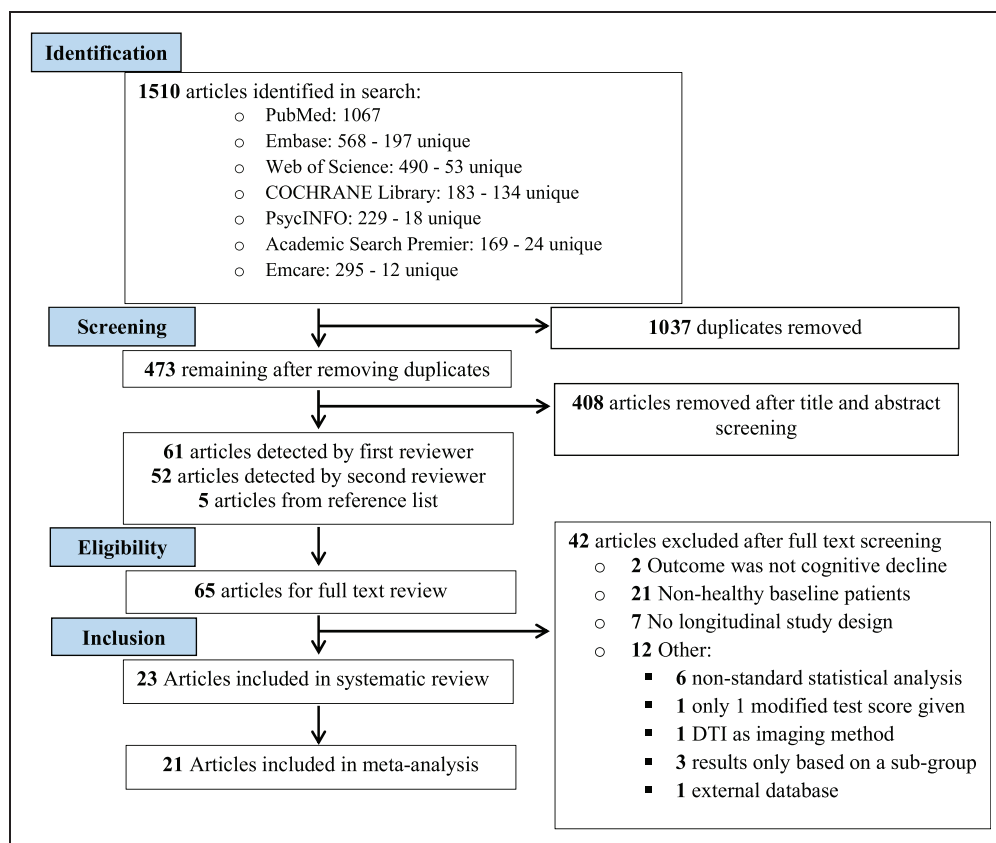 Identification
1510 articles identified in search:
o PubMed: 1067
o Embase: 568 - 197 unique
o Web of Science: 490 - 53 unique
o COCHRANE Library: 183 - 134 unique
o PsycINFO: 229 - 18 unique
o Academic Search Premier: 169 - 24 unique
o Emcare: 295 - 12 unique
Screening
1037 duplicates removed
473 remaining after removing duplicates
408 articles removed after title and abstract
screening
61 articles detected by first reviewer
52 articles detected by second reviewer
5 articles from reference list
Eligibility
65 articles for full text review
42 articles excluded after full text screening
o 2 Outcome was not cognitive decline
o 21 Non-healthy baseline patients
o 7 No longitudinal study design
o 12 Other:
▪ 6 non-standard statistical analysis
▪ 1 only 1 modified test score given
▪ 1 DTI as imaging method
▪ 3 results only based on a sub-group
▪ 1 external database
Inclusion
23 Articles included in systematic review
21 Articles included in meta-analysis